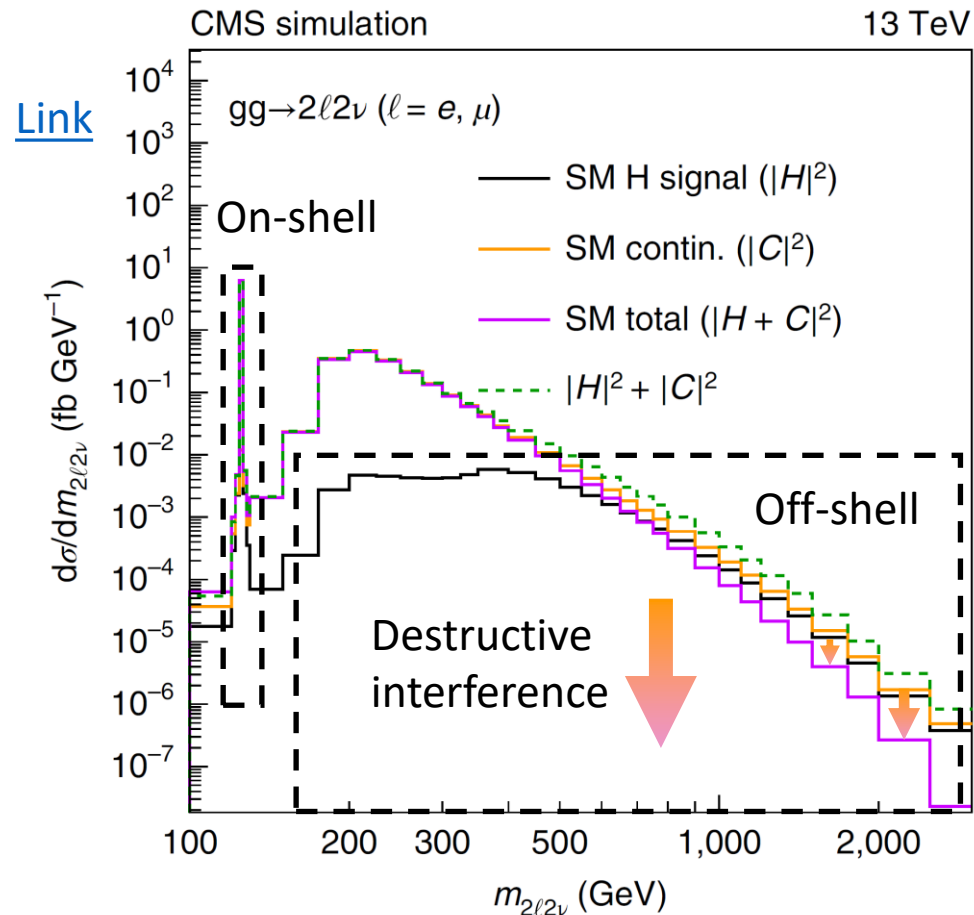 CMS simulation 13 TeV
Link
gg→2ℓ2ν (ℓ = e, μ)
SM H signal (|H|²)
On-shell
SM contin. (|C|²)
SM total (|H + C|²)
|H|² + |C|²
Off-shell
Destructive
interference
dσ/dm₂ℓ₂ν (fb GeV⁻¹)
10⁴
10³
10²
10¹
10⁰
10⁻¹
10⁻²
10⁻³
10⁻⁴
10⁻⁵
10⁻⁶
10⁻⁷
100 200 300 500 1,000 2,000
m₂ℓ₂ν (GeV)